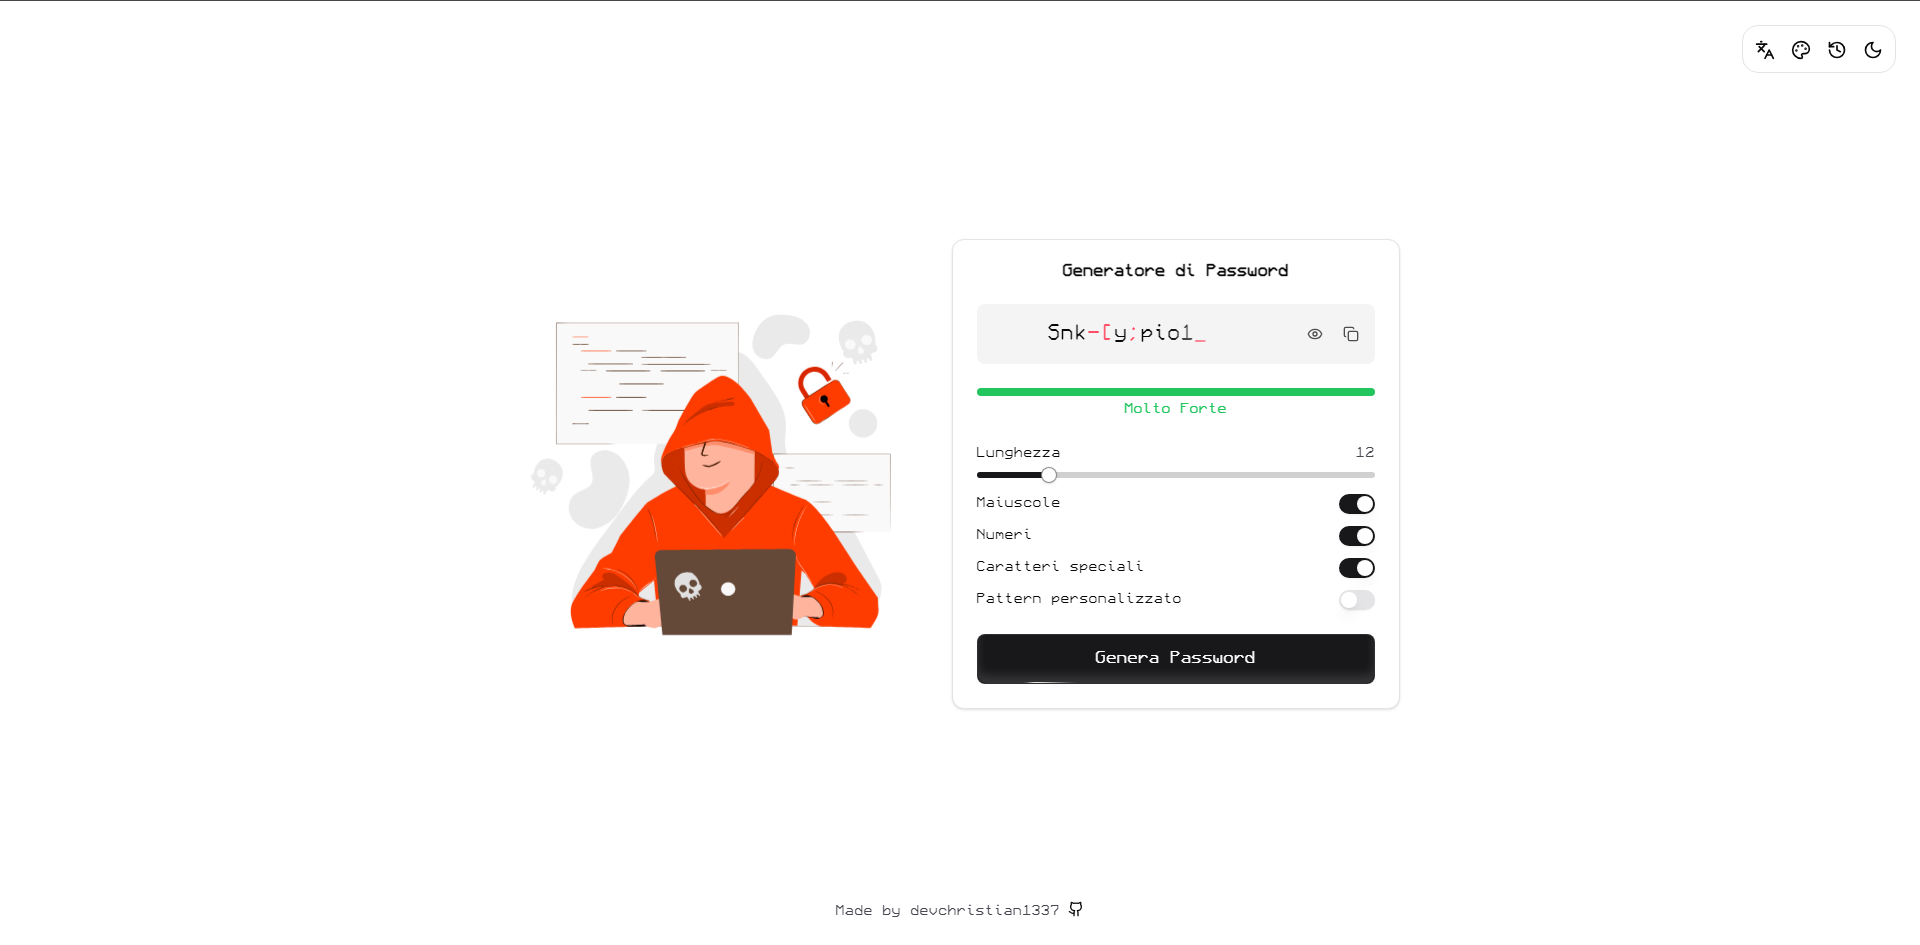 Generatore di Password
Snk-[y;pio1_
Molto Forte
Lunghezza 12
Maiuscole
Numeri
Caratteri speciali
Pattern personalizzato
Genera Password
Made by devchristian1337